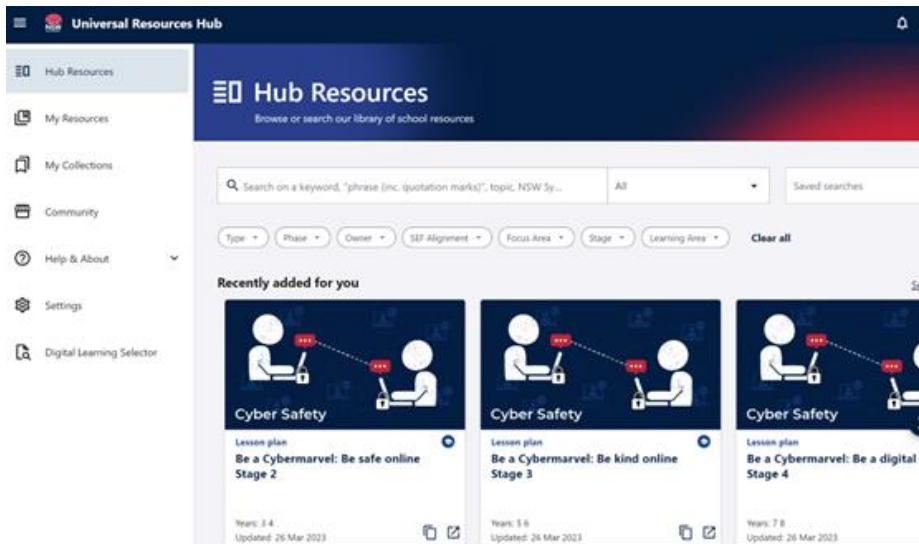 Universal Resources Hub
Hub Resources
My Resources
My Collections
Community
Help & About
Settings
Digital Learning Selector
Hub Resources
Browse or search our library of school resources
Search on a keyword, "phrase (inc. quotation marks)", topic, NSW Sy...
All
Saved searches
Type
Phase
Owner
SEF Alignment
Focus Area
Stage
Learning Area
Clear all
Recently added for you
Cyber Safety
Lesson plan
Be a Cybermarvel: Be safe online
Stage 2
Years: 3 4
Updated: 26 Mar 2023
Cyber Safety
Lesson plan
Be a Cybermarvel: Be kind online
Stage 3
Years: 5 6
Updated: 26 Mar 2023
Cyber Safety
Lesson plan
Be a Cybermarvel: Be a digital
Stage 4
Years: 7 8
Updated: 26 Mar 2023